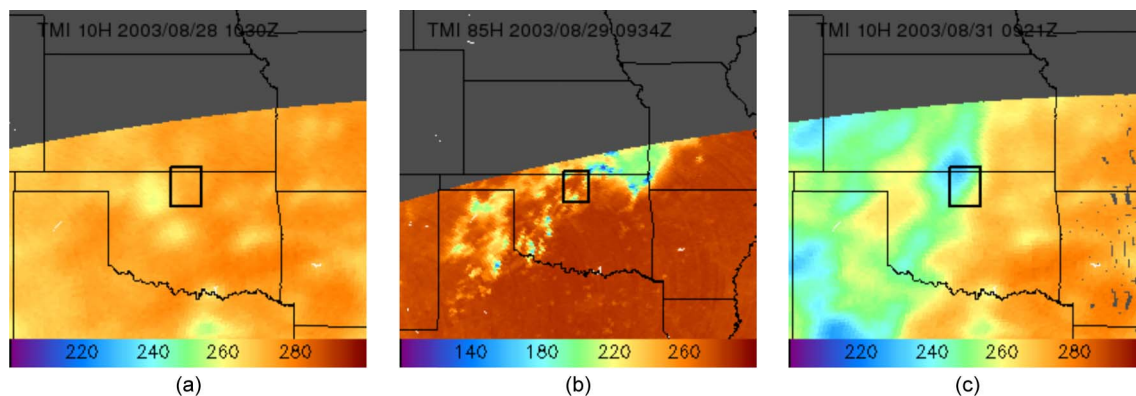 TMI 10H 2003/08/28 1030Z
220 240 260 280
(a)
TMI 85H 2003/08/29 0934Z
140 180 220 260
(b)
TMI 10H 2003/08/31 0921Z
220 240 260 280
(c)